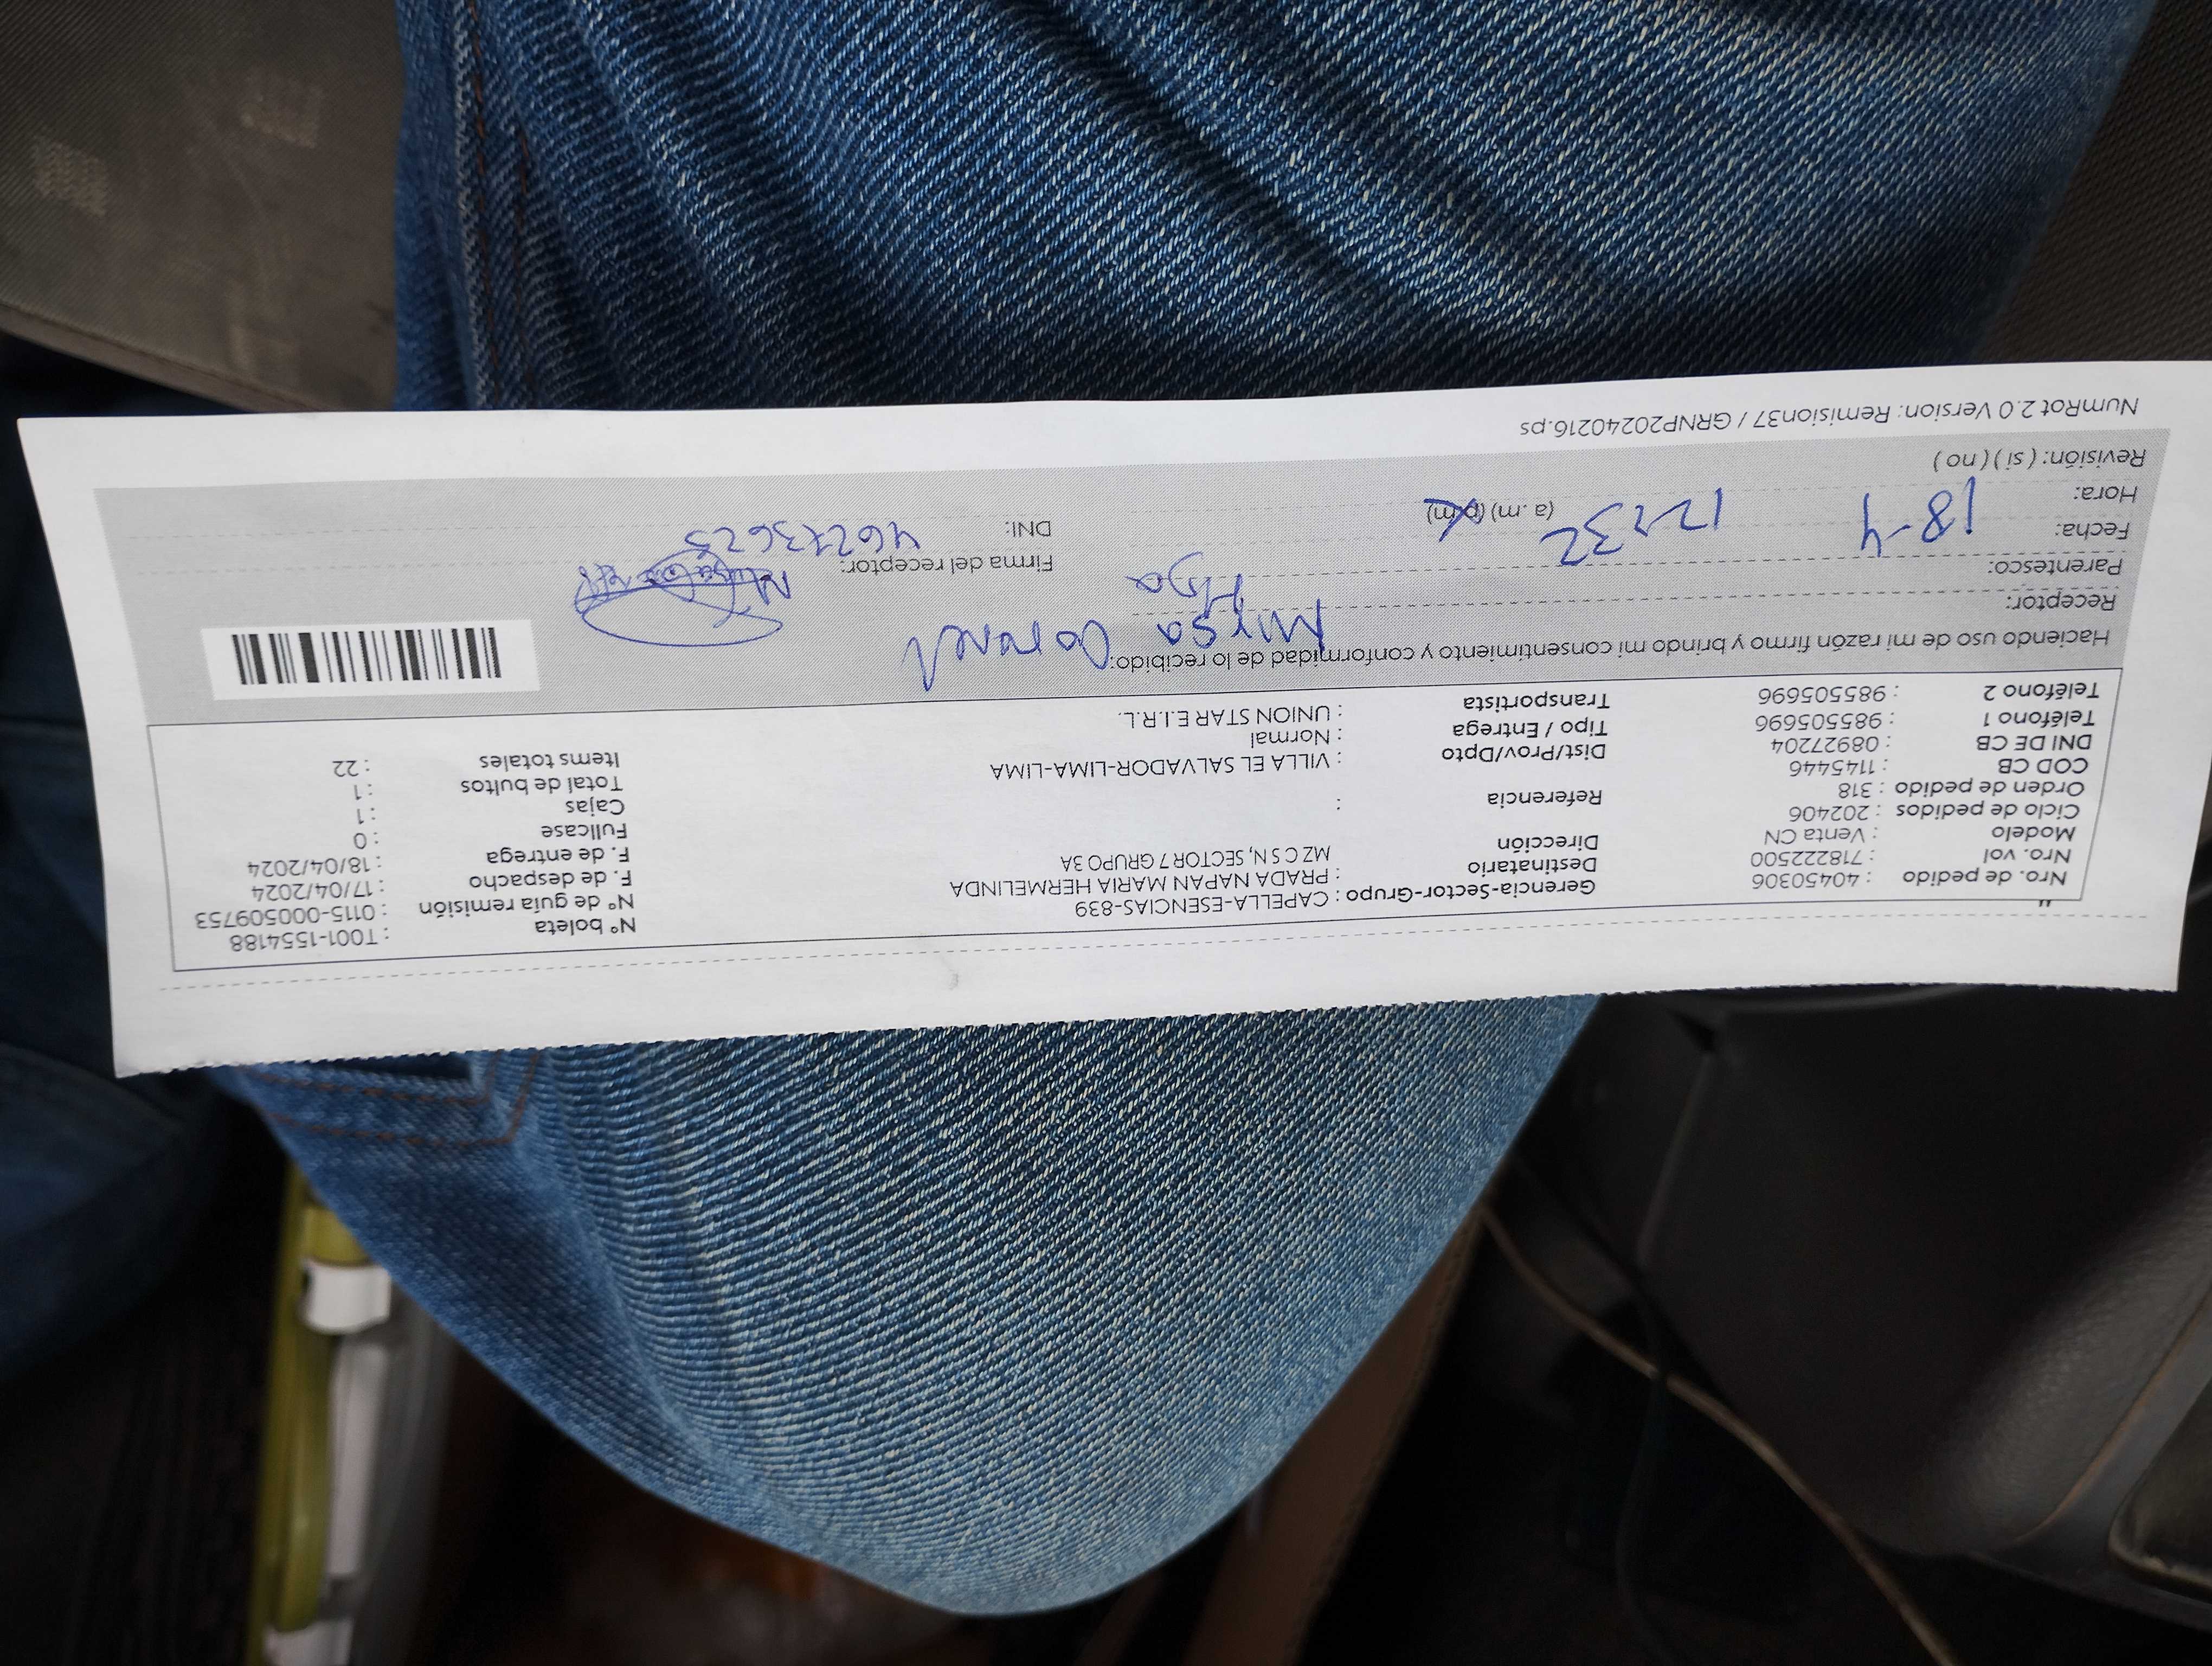 Nro. de pedido : 40450306 Gerencia-Sector-Grupo : CAPELLA-ESENCIAS-839 N° boleta : T001-1554188
Nro. vol : 718222500 Destinatario : PRADA NAPAN MARIA HERMELINDA N° de guía remisión : 0115-000509753
Modelo : Venta CN Dirección MZ C S N, SECTOR 7 GRUPO 3A F. de despacho : 17/04/2024
Ciclo de pedidos : 202406 F. de entrega : 18/04/2024
Orden de pedido : 318 Referencia : Fullcase : 0
COD CB : 1145446 Cajas : 1
DNI DE CB : 08927204 Dist/Prov/Dpto : VILLA EL SALVADOR-LIMA-LIMA Total de bultos : 1
Teléfono 1 : 985505696 Tipo / Entrega : Normal Items totales : 22
Teléfono 2 : 985505696 Transportista : UNION STAR E.I.R.L.
Haciendo uso de mi razón firmo y brindo mi consentimiento y conformidad de lo recibido:
Receptor: Mirsa Coronel
Parentesco: Hija Firma del receptor:
Fecha: 18-4
Hora: 12:32 (a.m) (p.m) DNI: 46273625
Revisión: (si) (no)
NumRot 2.0 Version: Remision37 / GRNP20240216.ps